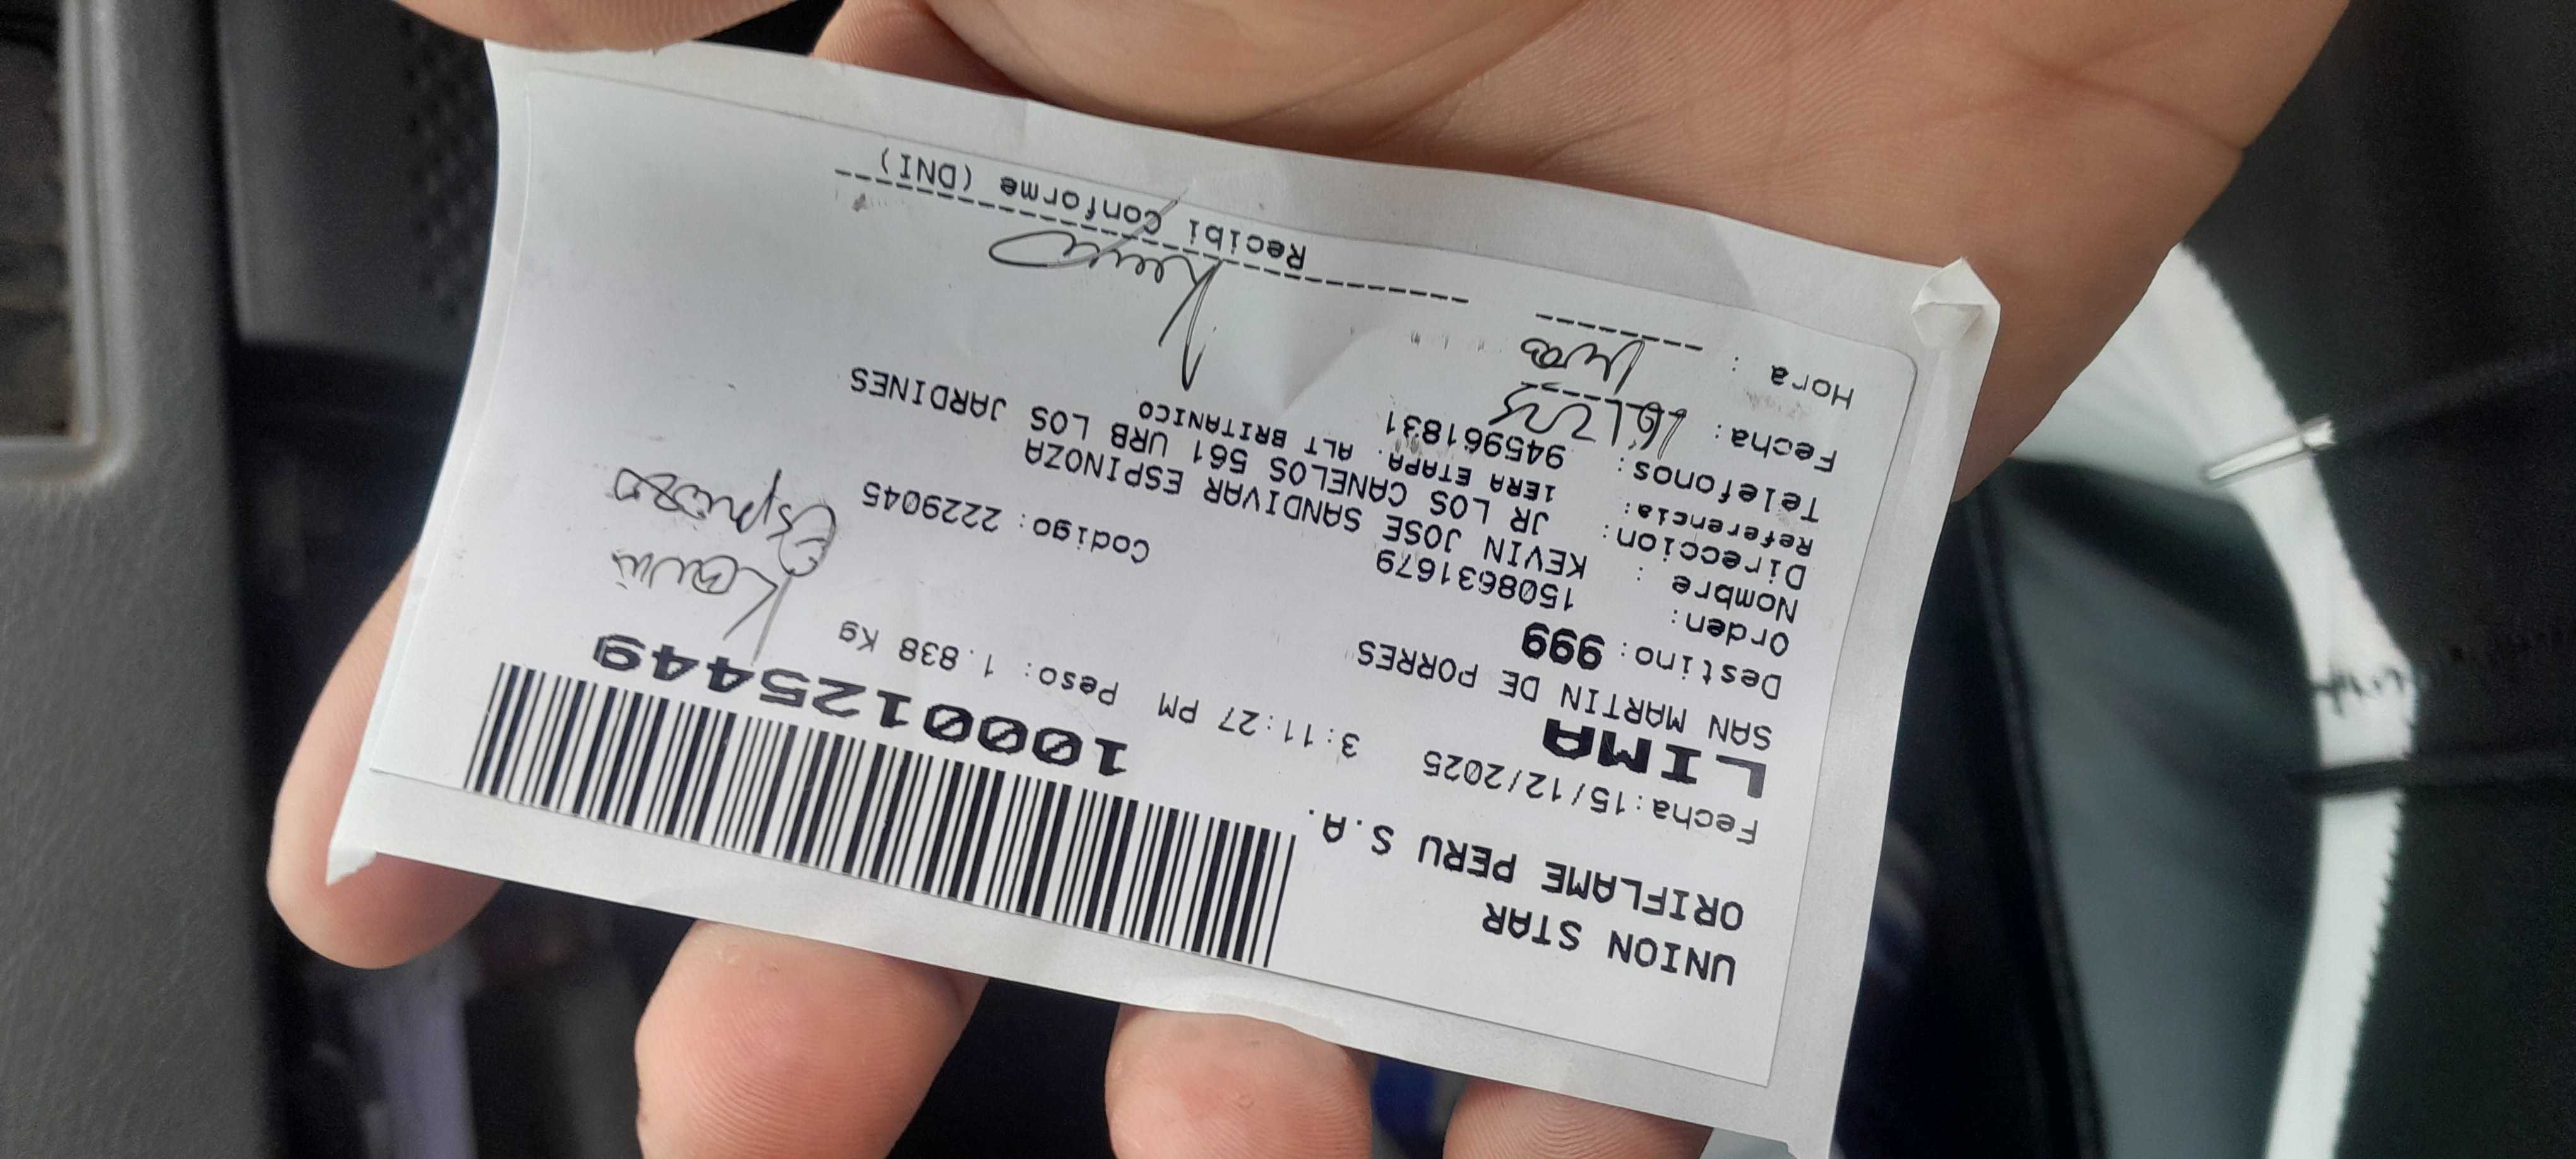 UNION STAR
ORIFLAME PERU S.A.
Fecha:15/12/2025 3:11:27 PM Peso: 1.838 Kg
1000125449
LIMA
SAN MARTIN DE PORRES
Destino: 999
Orden: 1508631679 Codigo: 2229045
Nombre : KEVIN JOSE SANDIVAR ESPINOZA
Direccion: JR LOS CANELOS 561 URB LOS JARDINES
Referencia: 1ERA ETAPA. ALT BRITANICO
Telefonos: 945961831
Fecha:
Hora :
Recibi Conforme (DNI)
Kevin
Espinoza